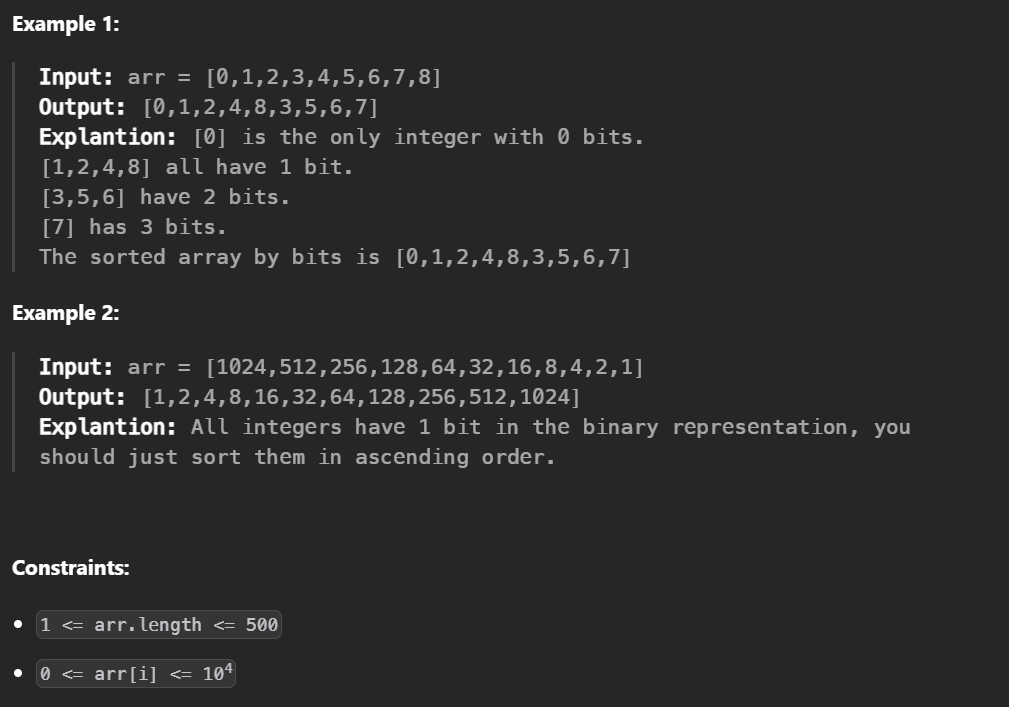 Example 1:
Input: arr = [0,1,2,3,4,5,6,7,8]
Output: [0,1,2,4,8,3,5,6,7]
Explantion: [0] is the only integer with 0 bits.
[1,2,4,8] all have 1 bit.
[3,5,6] have 2 bits.
[7] has 3 bits.
The sorted array by bits is [0,1,2,4,8,3,5,6,7]
Example 2:
Input: arr = [1024,512,256,128,64,32,16,8,4,2,1]
Output: [1,2,4,8,16,32,64,128,256,512,1024]
Explantion: All integers have 1 bit in the binary representation, you
should just sort them in ascending order.
Constraints:
• 1 <= arr.length <= 500
• 0 <= arr[i] <= 10⁴